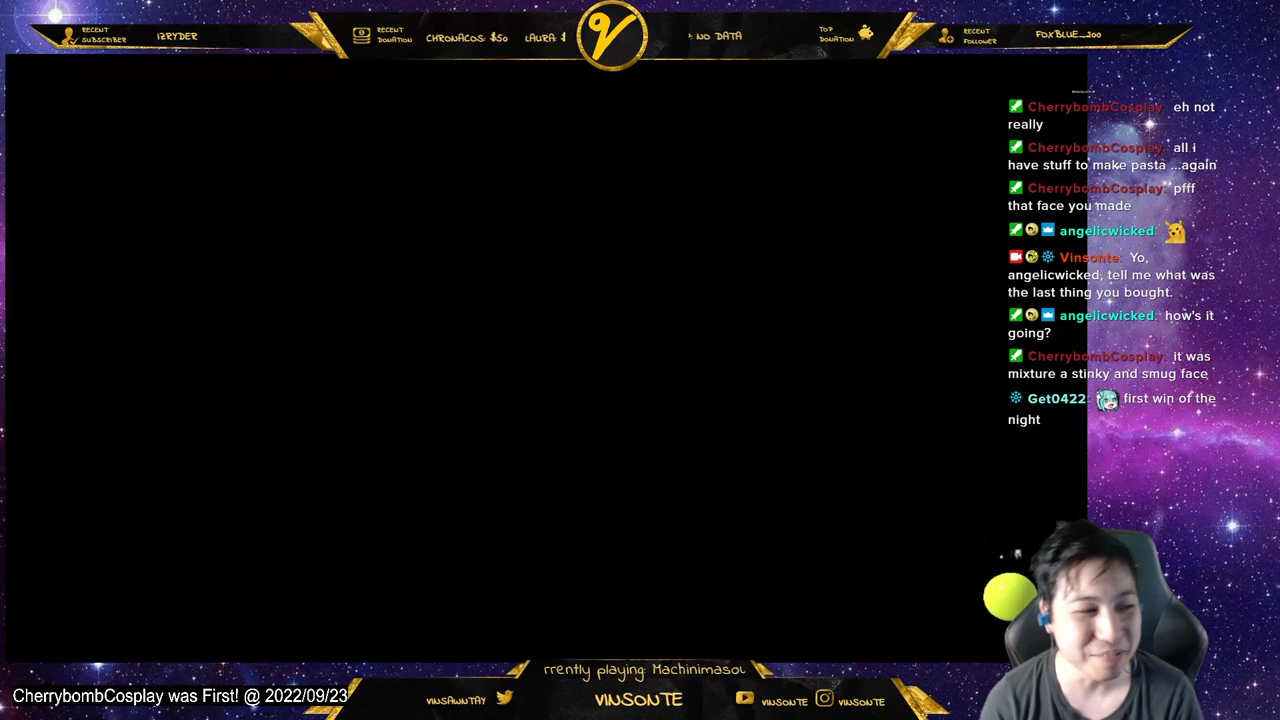 RECENT SUBSCRIBER
IZRYDER
RECENT DONATION
CHRONACOS: $50 LAURA: $
NO DATA
TOP DONATION
RECENT FOLLOWER
FOXBLUE_200
CherrybombCosplay: eh not
really
CherrybombCosplay: all i
have stuff to make pasta ...again
CherrybombCosplay: pfff
that face you made
angelicwicked:
Vinsonte: Yo,
angelicwicked, tell me what was
the last thing you bought.
angelicwicked: how's it
going?
CherrybombCosplay: it was
mixture a stinky and smug face
Get0422: first win of the
night
rrently playing: Machinimasou
CherrybombCosplay was First! @ 2022/09/23
VINSAWNTAY
VINSONTE
VINSONTE
VINSONTE